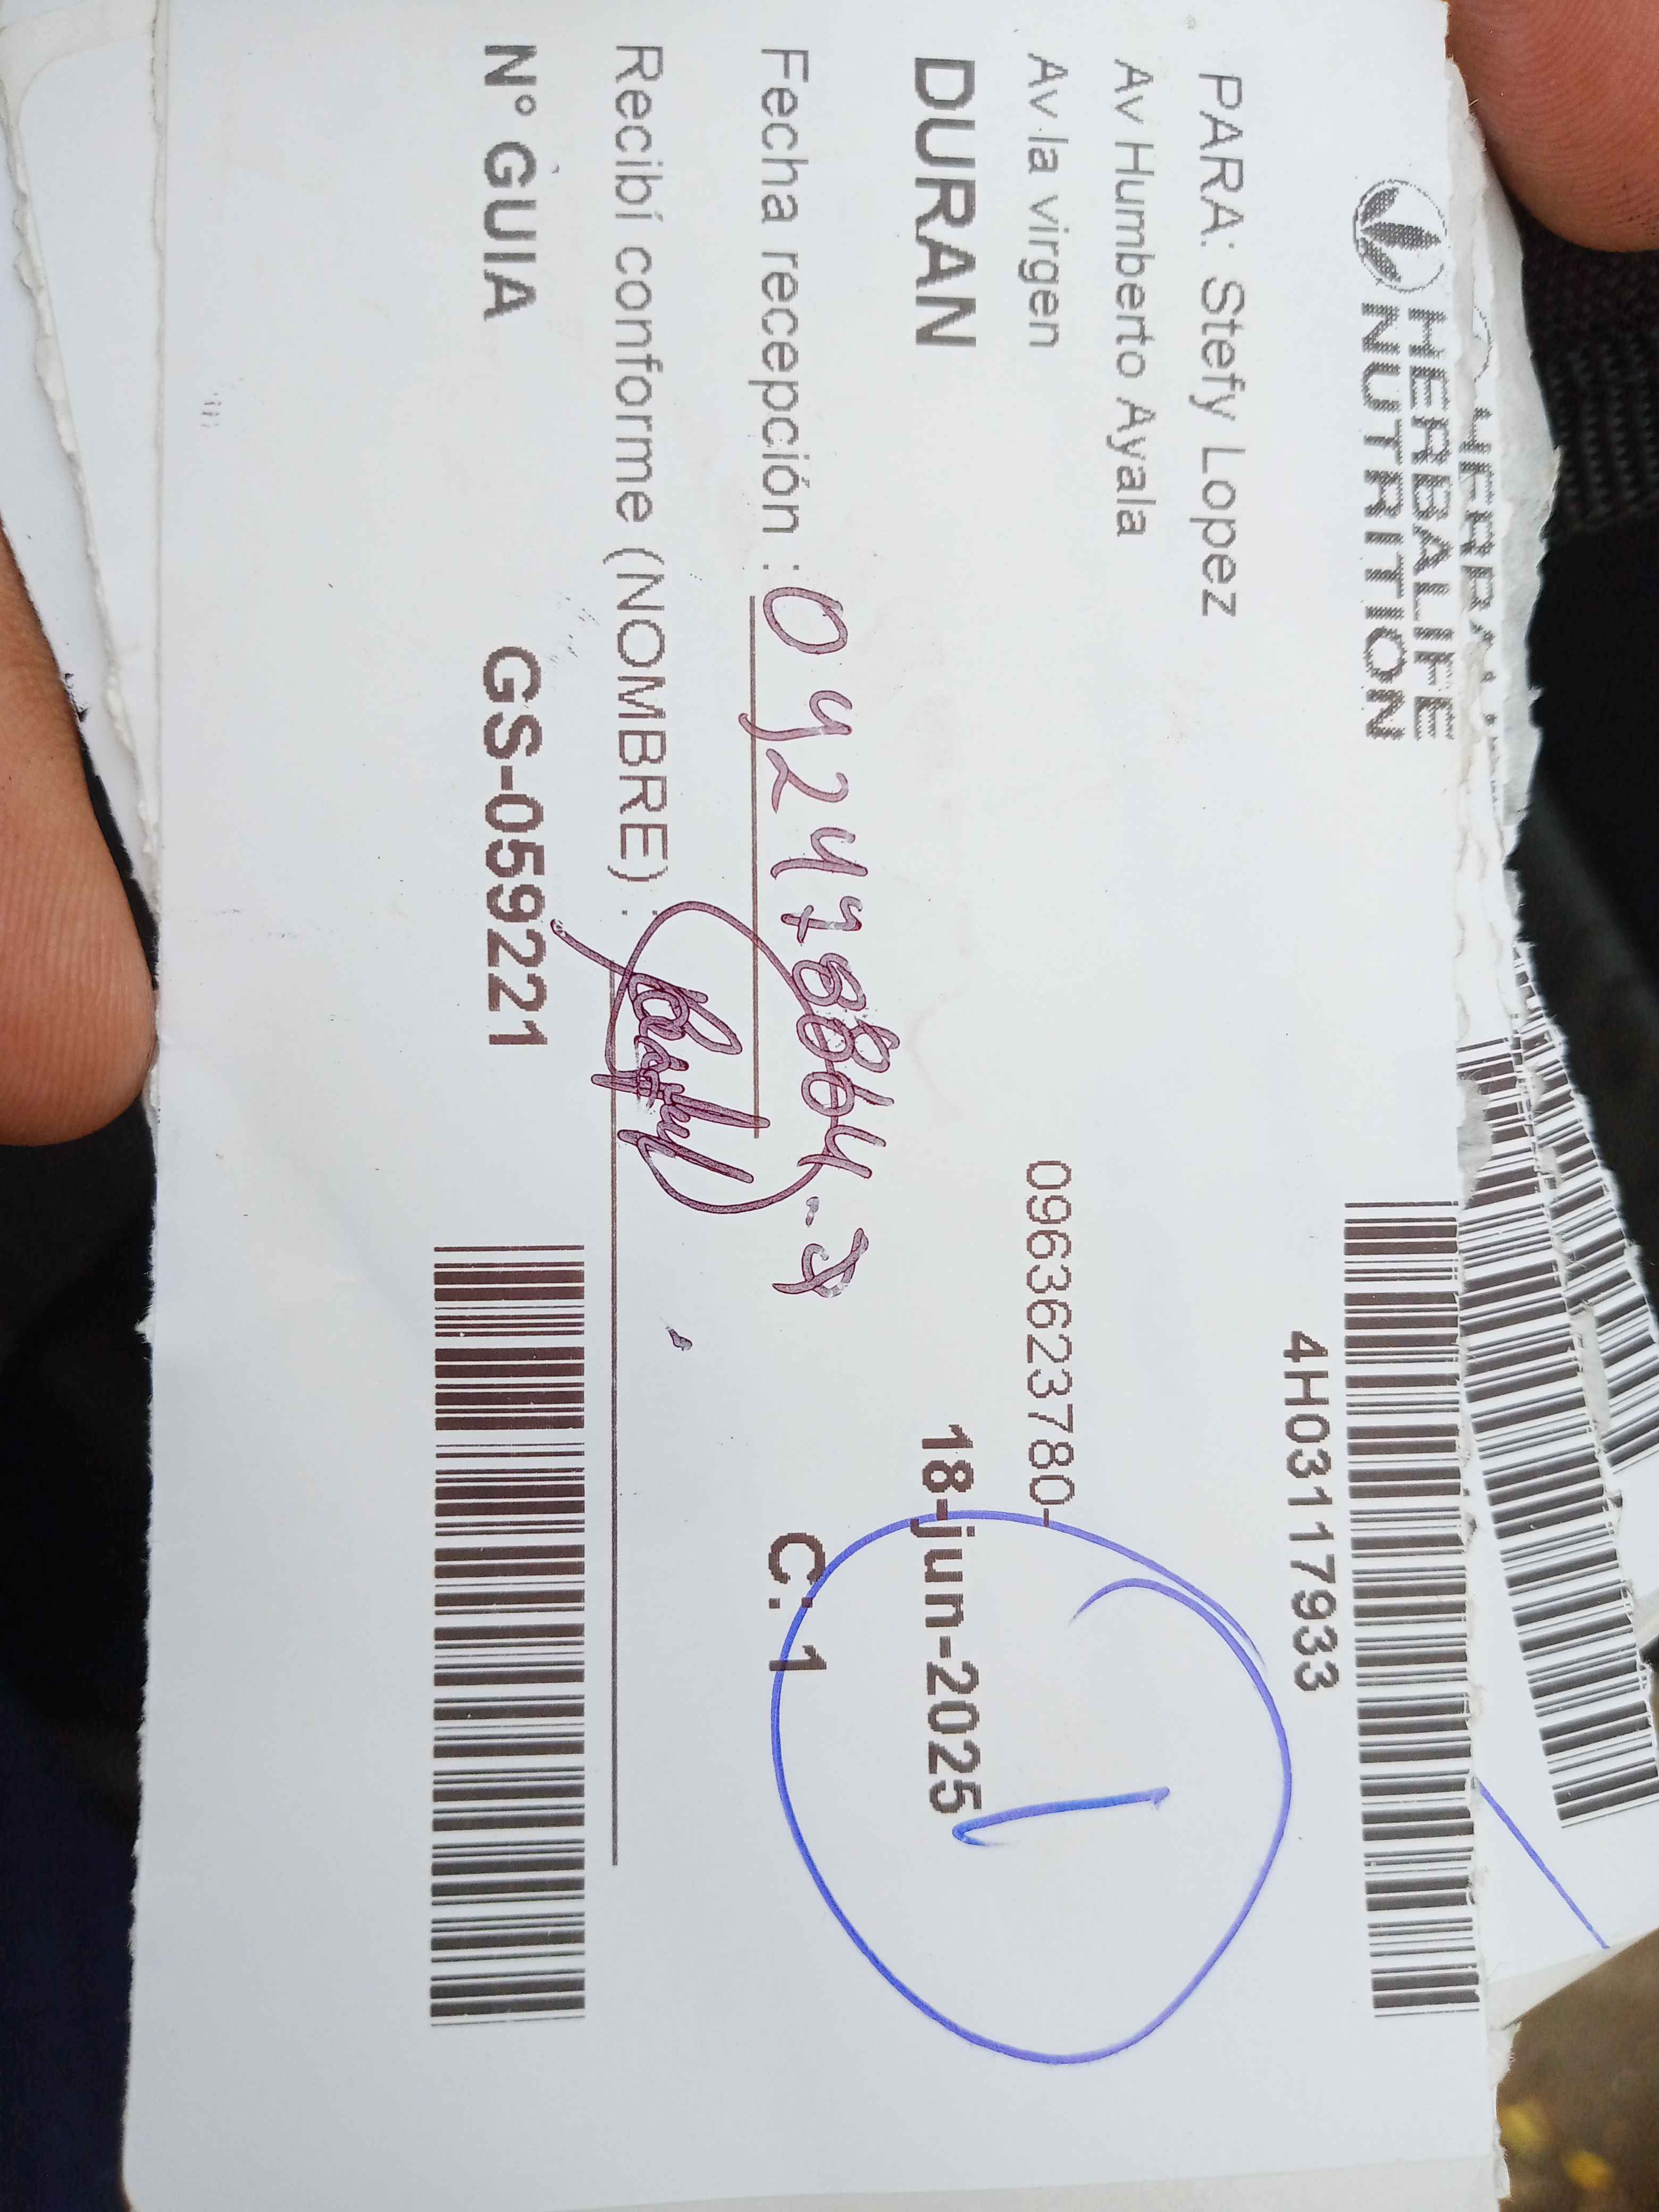 HERBALIFE
NUTRITION
4H03117933
PARA: Stefy Lopez
Av Humberto Ayala
Av la virgen 0963623780-
DURAN 18-jun-2025
1
Fecha recepción :
C: 1
Recibí conforme (NOMBRE) :
N° GUIA GS-059221